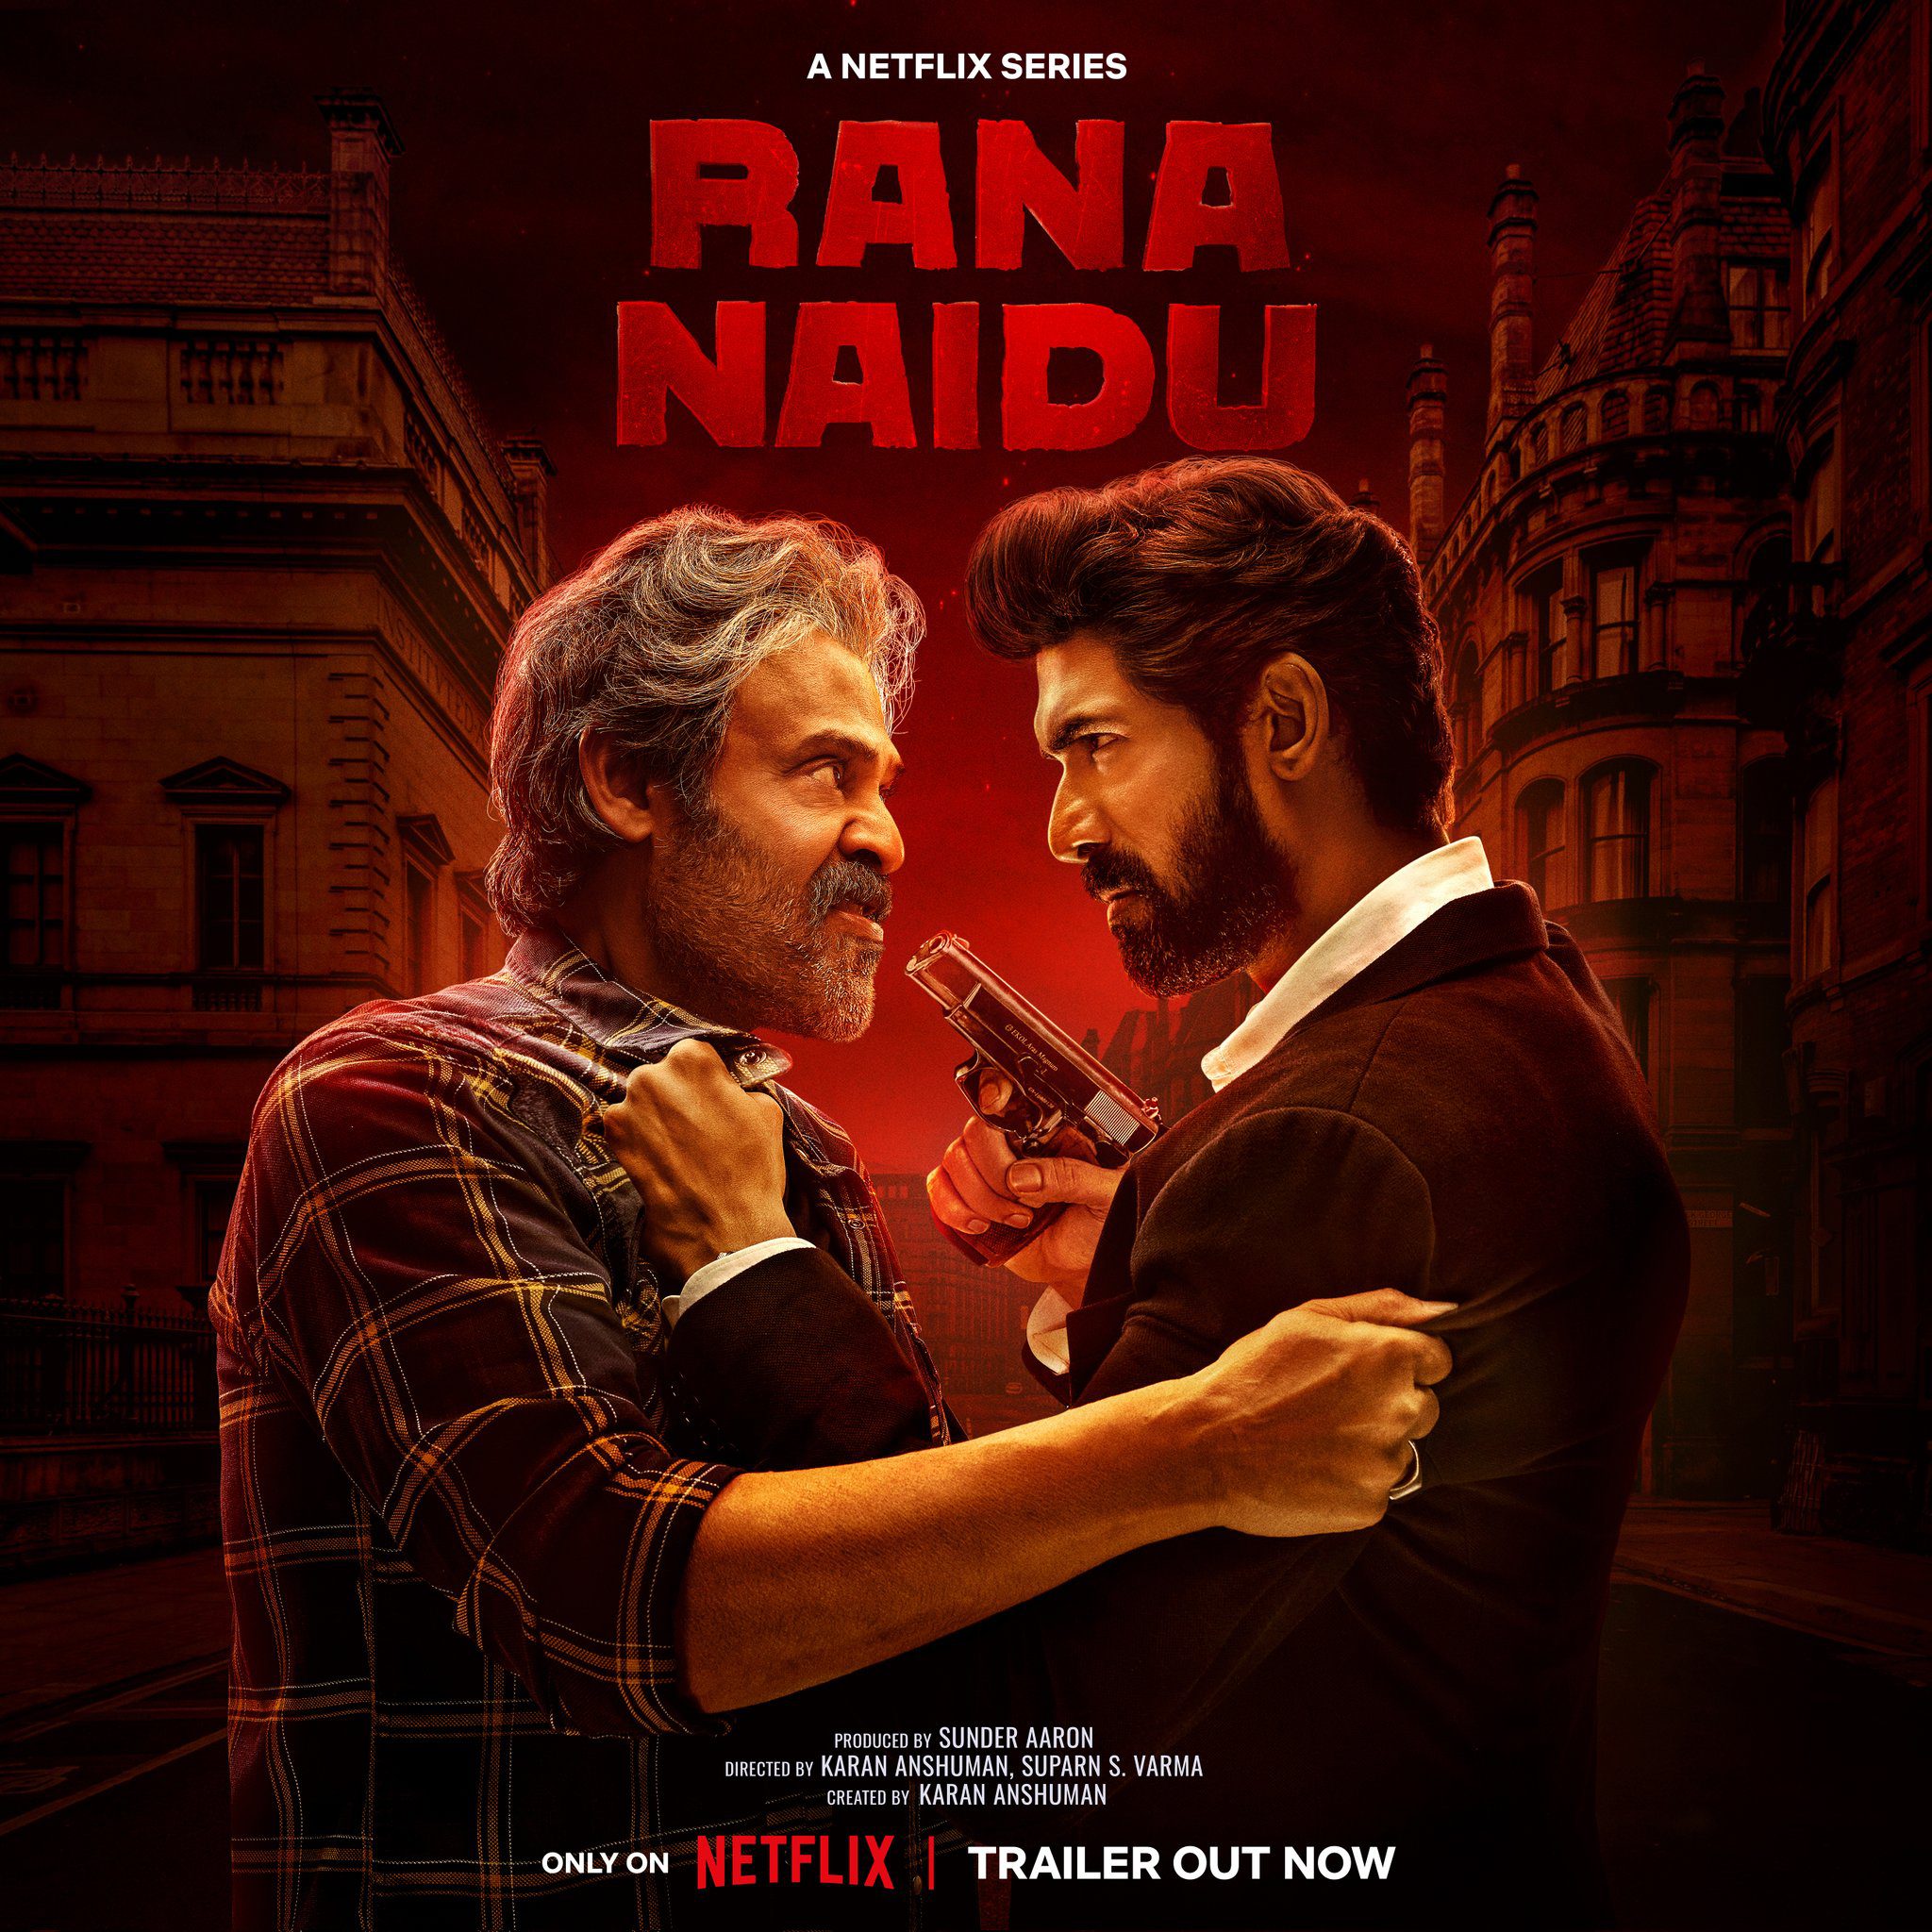 A NETFLIX SERIES
RANA
NAIDU
PRODUCED BY SUNDER AARON
DIRECTED BY KARAN ANSHUMAN, SUPARN S. VARMA
CREATED BY KARAN ANSHUMAN
ONLY ON NETFLIX | TRAILER OUT NOW